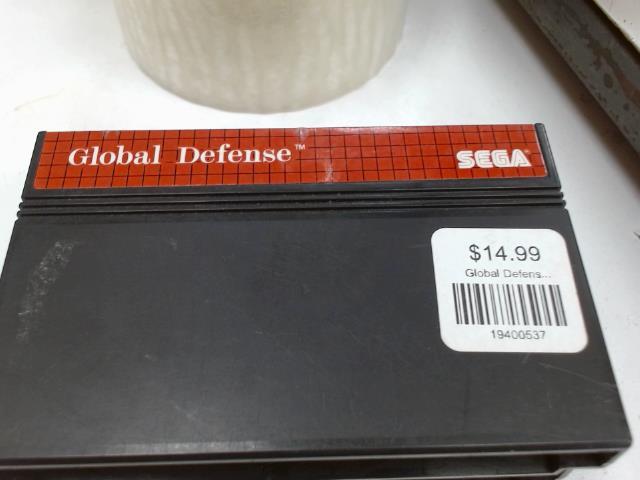 Global Defense™
SEGA
$14.99
Global Defens...
19400537